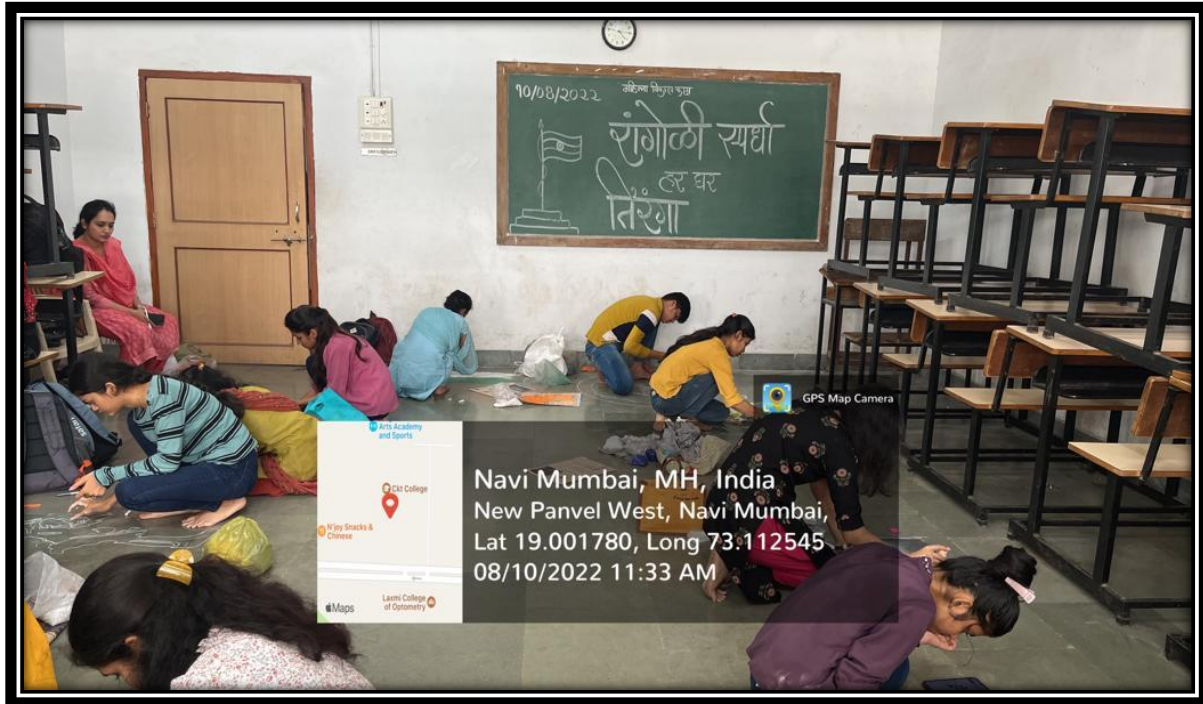 10/08/2022 महिला विकास कक्ष
रांगोळी स्पर्धा
हर घर
तिरंगा
GPS Map Camera
Arts Academy
and Sports
Ckt College
N'joy Snacks &
Chinese
Laxmi College
of Optometry
Maps
Navi Mumbai, MH, India
New Panvel West, Navi Mumbai,
Lat 19.001780, Long 73.112545
08/10/2022 11:33 AM